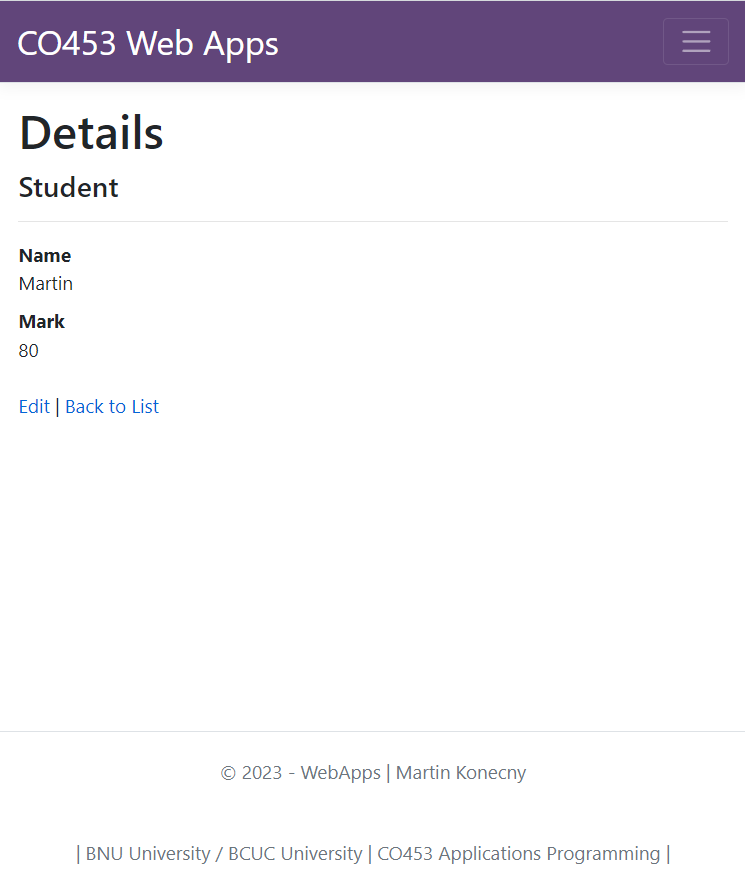 CO453 Web Apps
Details
Student
Name
Martin
Mark
80
Edit | Back to List
© 2023 - WebApps | Martin Konecny
| BNU University / BCUC University | CO453 Applications Programming |